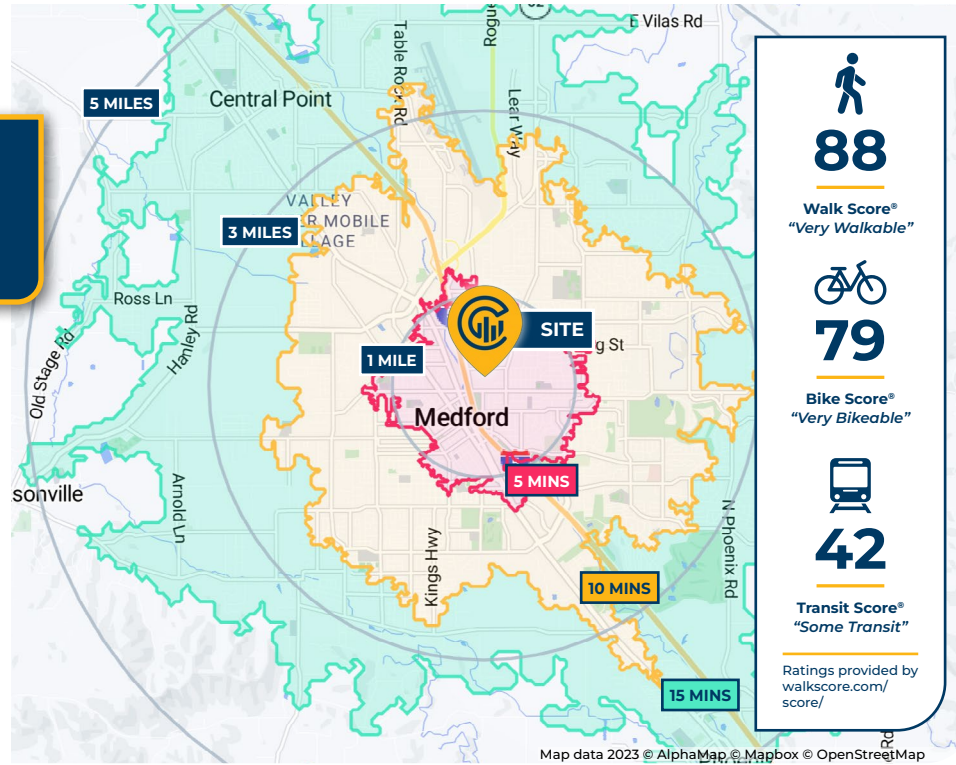 E Vilas Rd
Table Rock Rd
Lear Way
5 MILES
Central Point
VALLEY
MOBILE
3 MILES
Ross Ln
Hanley Rd
Old Stage Rd
SITE
St
1 MILE
Medford
5 MINS
Arnold Ln
Kings Hwy
N Phoenix Rd
10 MINS
15 MINS
88
Walk Score®
“Very Walkable”
79
Bike Score®
“Very Bikeable”
42
Transit Score®
“Some Transit”
Ratings provided by
walkscore.com/
score/
Rd
Map data 2023 © AlphaMap © Mapbox © OpenStreetMap